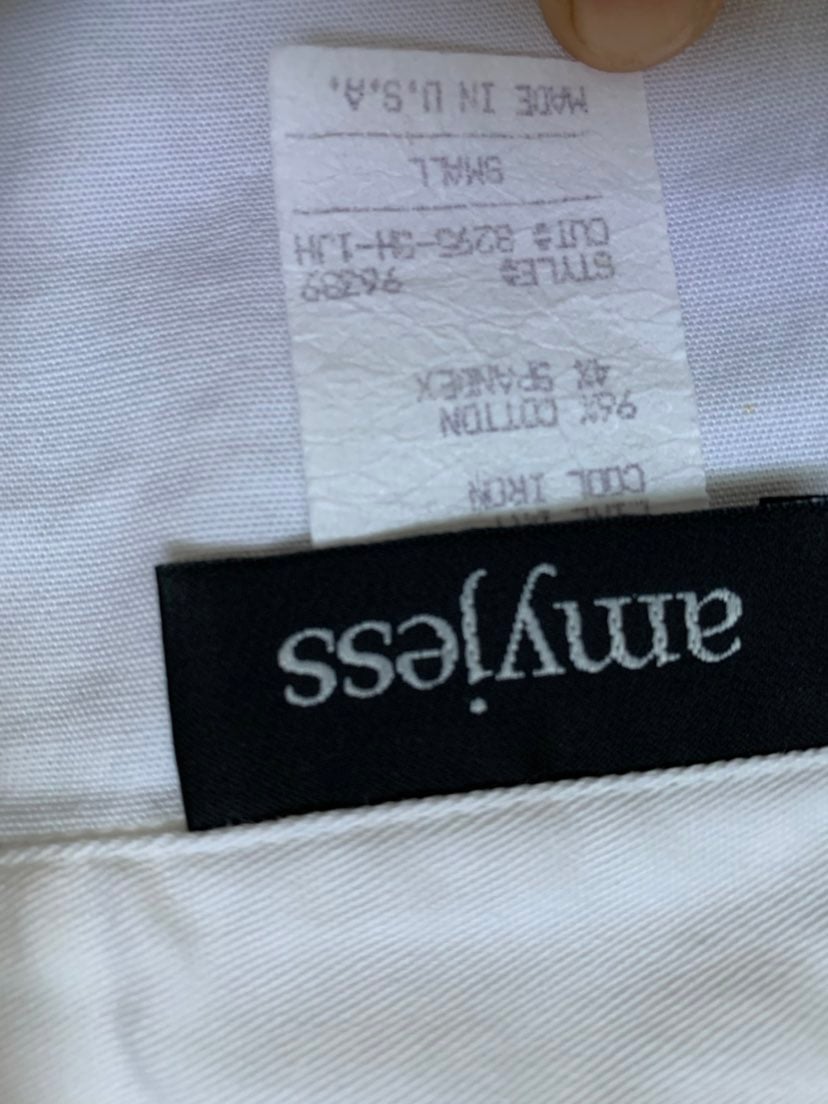 amyjess
COOL IRON
96% COTTON
4% SPANDEX
STYLE# 96389
CUT# 8295-SH-1JH
SMALL
MADE IN U.S.A.